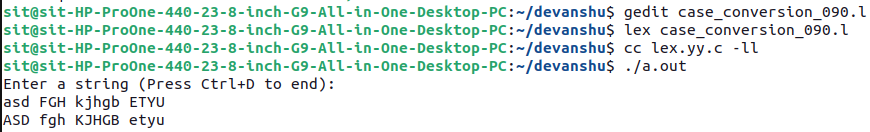 sit@sit-HP-ProOne-440-23-8-inch-G9-All-in-One-Desktop-PC:~/devanshu$ gedit case_conversion_090.l
sit@sit-HP-ProOne-440-23-8-inch-G9-All-in-One-Desktop-PC:~/devanshu$ lex case_conversion_090.l
sit@sit-HP-ProOne-440-23-8-inch-G9-All-in-One-Desktop-PC:~/devanshu$ cc lex.yy.c -ll
sit@sit-HP-ProOne-440-23-8-inch-G9-All-in-One-Desktop-PC:~/devanshu$ ./a.out
Enter a string (Press Ctrl+D to end):
asd FGH kjhgb ETYU
ASD fgh KJHGB etyu